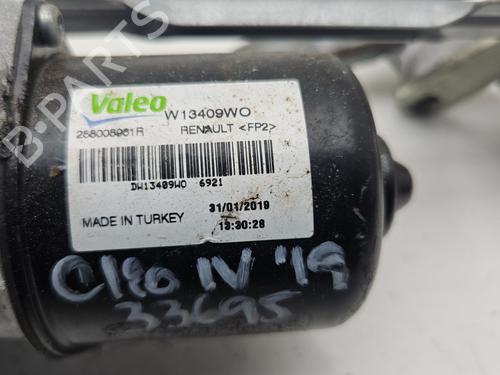 B-PARTS
Valeo W13409WO
288008961R RENAULT <FP2>
DW13409WO 6921
31/01/2019
MADE IN TURKEY 13:30:28
Clio IV '19
33695